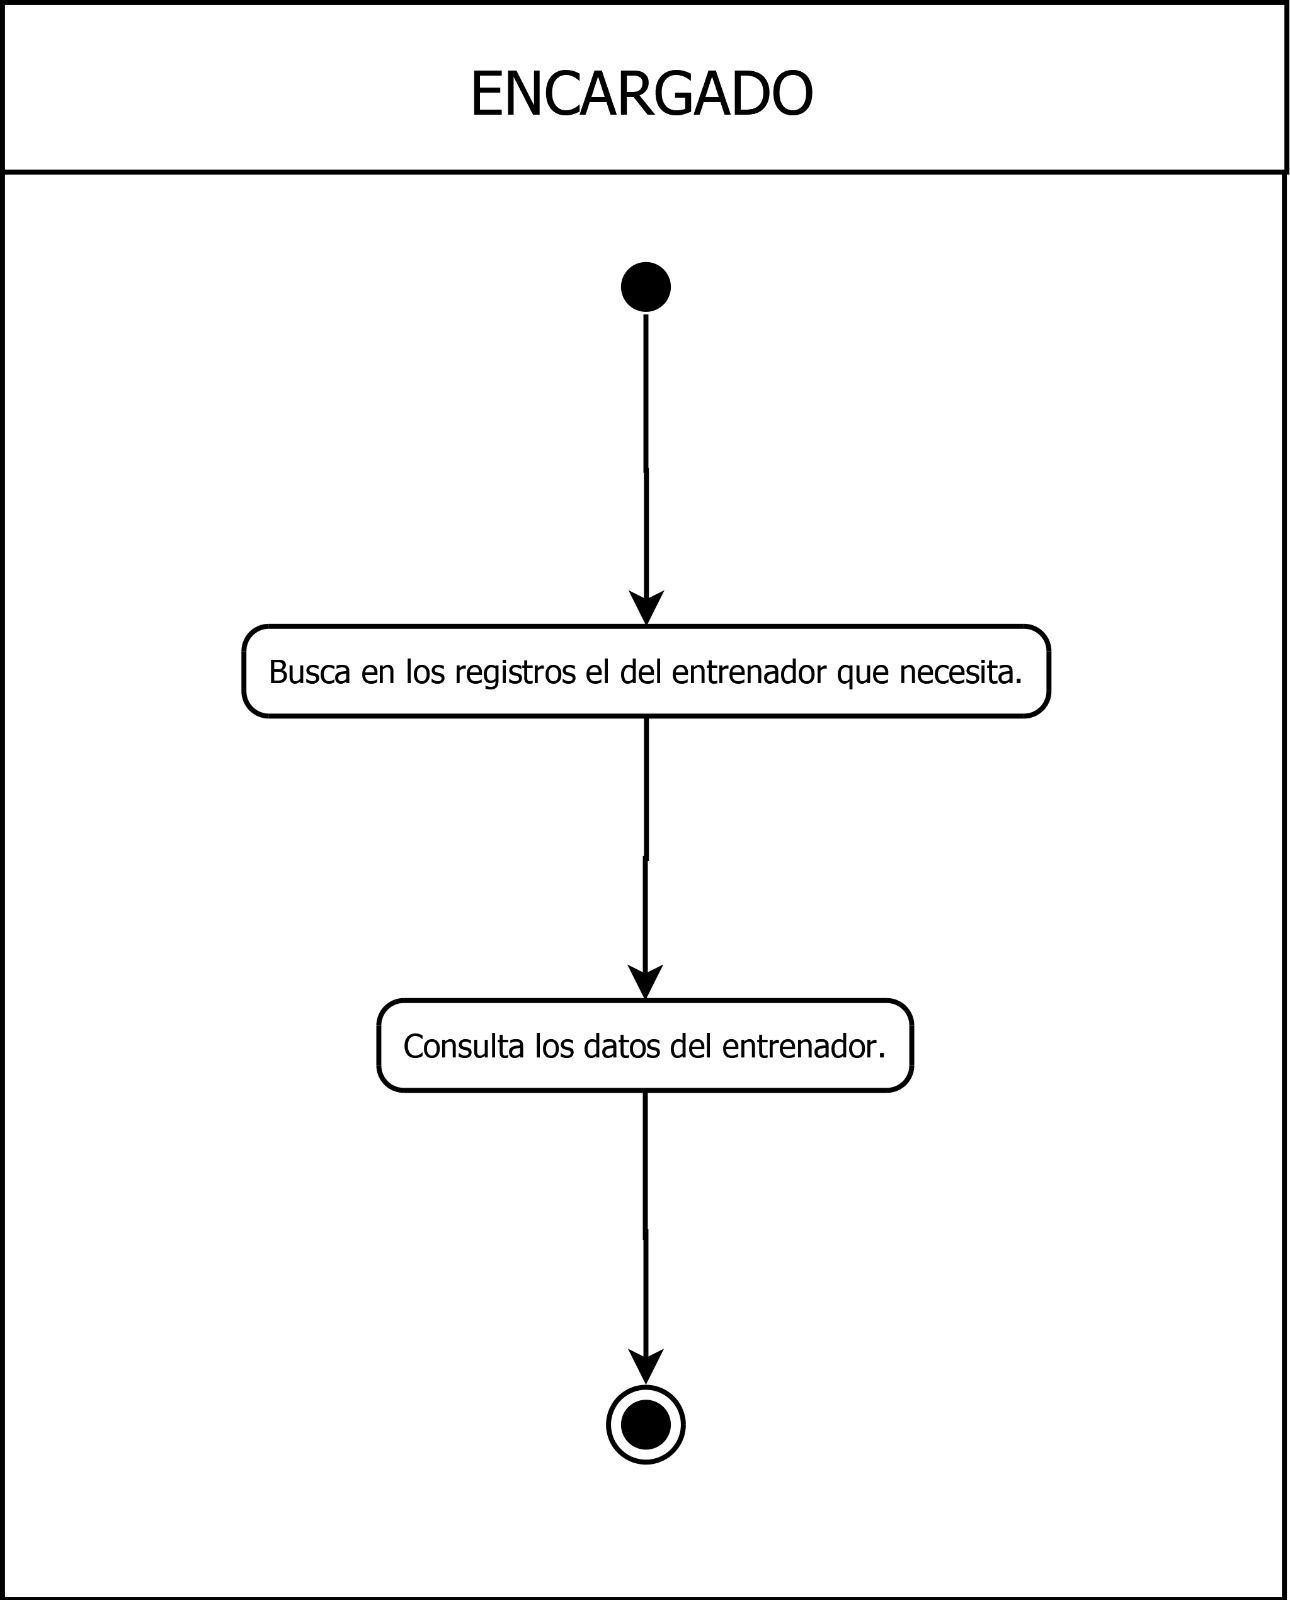 ENCARGADO
Busca en los registros el del entrenador que necesita.
Consulta los datos del entrenador.